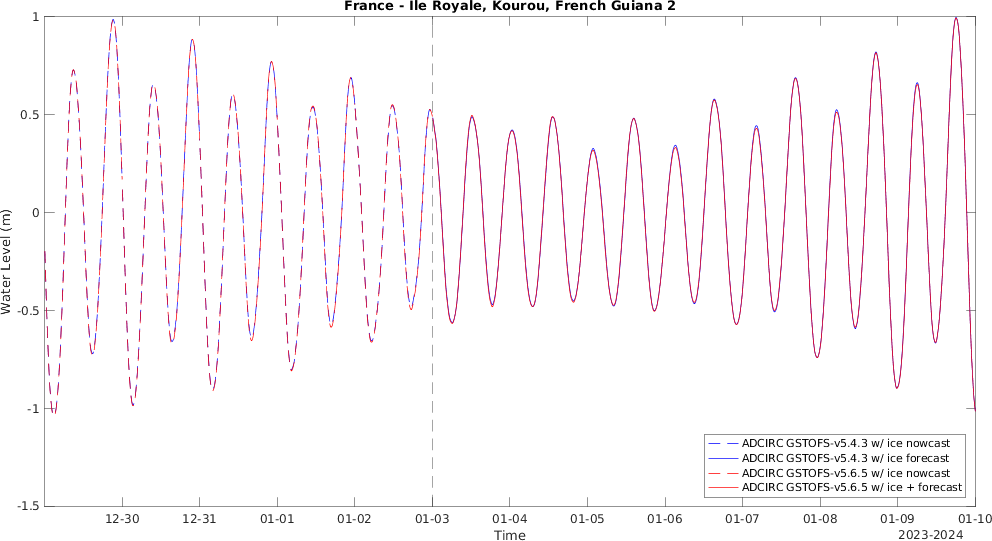 France - Ile Royale, Kourou, French Guiana 2
Water Level (m)
1
0.5
0
-0.5
-1
-1.5
ADCIRC GSTOFS-v5.4.3 w/ ice nowcast
ADCIRC GSTOFS-v5.4.3 w/ ice forecast
ADCIRC GSTOFS-v5.6.5 w/ ice nowcast
ADCIRC GSTOFS-v5.6.5 w/ ice + forecast
12-30 12-31 01-01 01-02 01-03 01-04 01-05 01-06 01-07 01-08 01-09 01-10
Time
2023-2024